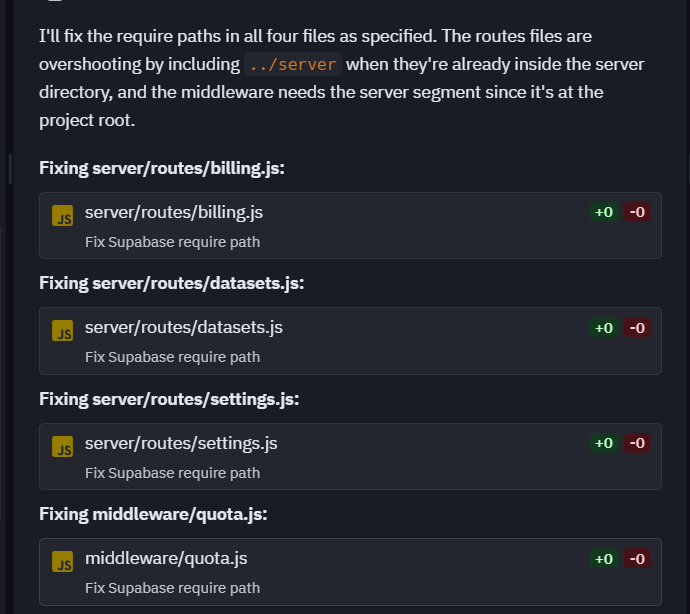 I'll fix the require paths in all four files as specified. The routes files are
overshooting by including ../server when they're already inside the server
directory, and the middleware needs the server segment since it's at the
project root.
Fixing server/routes/billing.js:
JS server/routes/billing.js +0 -0
Fix Supabase require path
Fixing server/routes/datasets.js:
JS server/routes/datasets.js +0 -0
Fix Supabase require path
Fixing server/routes/settings.js:
JS server/routes/settings.js +0 -0
Fix Supabase require path
Fixing middleware/quota.js:
JS middleware/quota.js +0 -0
Fix Supabase require path